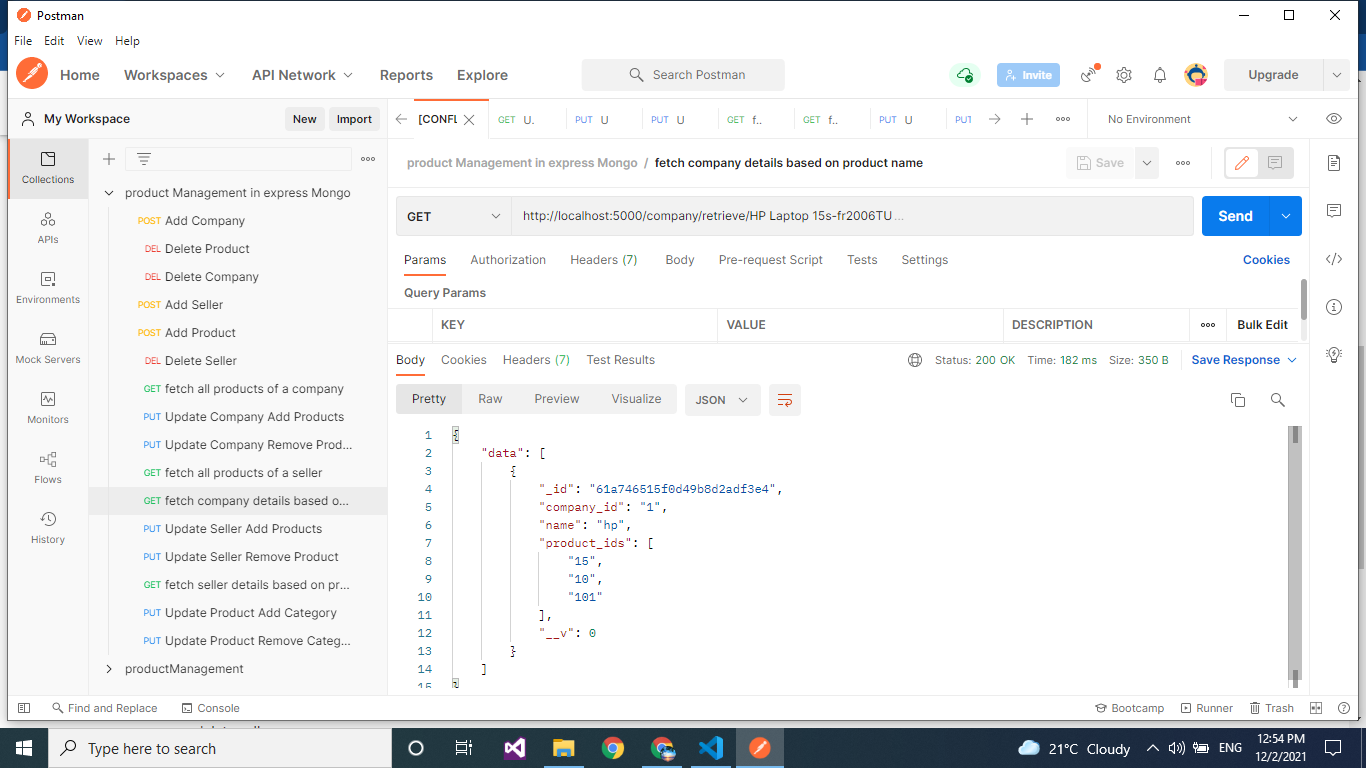 Postman
File Edit View Help
Home Workspaces API Network Reports Explore Search Postman Invite Upgrade
My Workspace New Import [CONFL GET U. PUT U PUT U GET f.. GET f.. PUT U PUT No Environment
Collections
APIs
Environments
Mock Servers
Monitors
Flows
History
product Management in express Mongo
POST Add Company
DEL Delete Product
DEL Delete Company
POST Add Seller
POST Add Product
DEL Delete Seller
GET fetch all products of a company
PUT Update Company Add Products
PUT Update Company Remove Prod...
GET fetch all products of a seller
GET fetch company details based o...
PUT Update Seller Add Products
PUT Update Seller Remove Product
GET fetch seller details based on pr...
PUT Update Product Add Category
PUT Update Product Remove Categ...
productManagement
product Management in express Mongo / fetch company details based on product name Save
GET http://localhost:5000/company/retrieve/HP Laptop 15s-fr2006TU ... Send
Params Authorization Headers (7) Body Pre-request Script Tests Settings Cookies
Query Params
KEY VALUE DESCRIPTION Bulk Edit
Body Cookies Headers (7) Test Results Status: 200 OK Time: 182 ms Size: 350 B Save Response
Pretty Raw Preview Visualize JSON
1 {
2 "data": [
3 {
4 "_id": "61a746515f0d49b8d2adf3e4",
5 "company_id": "1",
6 "name": "hp",
7 "product_ids": [
8 "15",
9 "10",
10 "101"
11 ],
12 "__v": 0
13 }
14 ]
15 }
Find and Replace Console Bootcamp Runner Trash
Type here to search 21°C Cloudy ENG 12:54 PM
12/2/2021